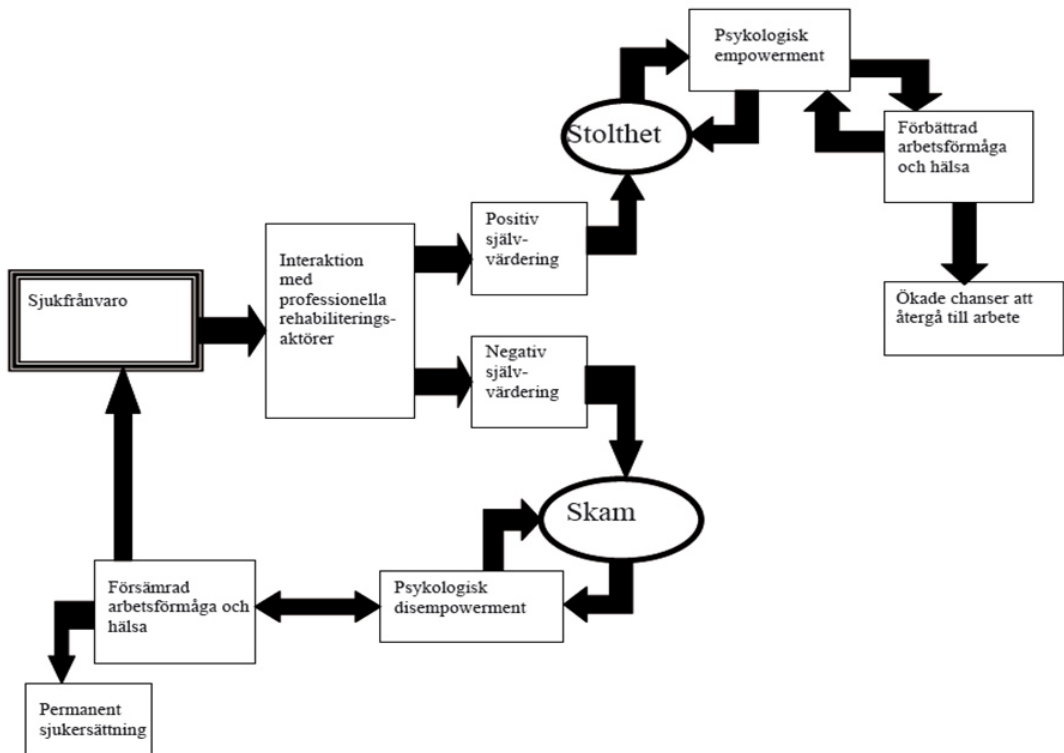 Psykologisk
empowerment
Stolthet
Förbättrad
arbetsförmåga
och hälsa
Positiv
själv-
värdering
Interaktion
med
professionella
rehabiliterings-
aktörer
Sjukfrånvaro
Ökade chanser att
återgå till arbete
Negativ
själv-
värdering
Skam
Psykologisk
disempowerment
Försämrad
arbetsförmåga och
hälsa
Permanent
sjukersättning